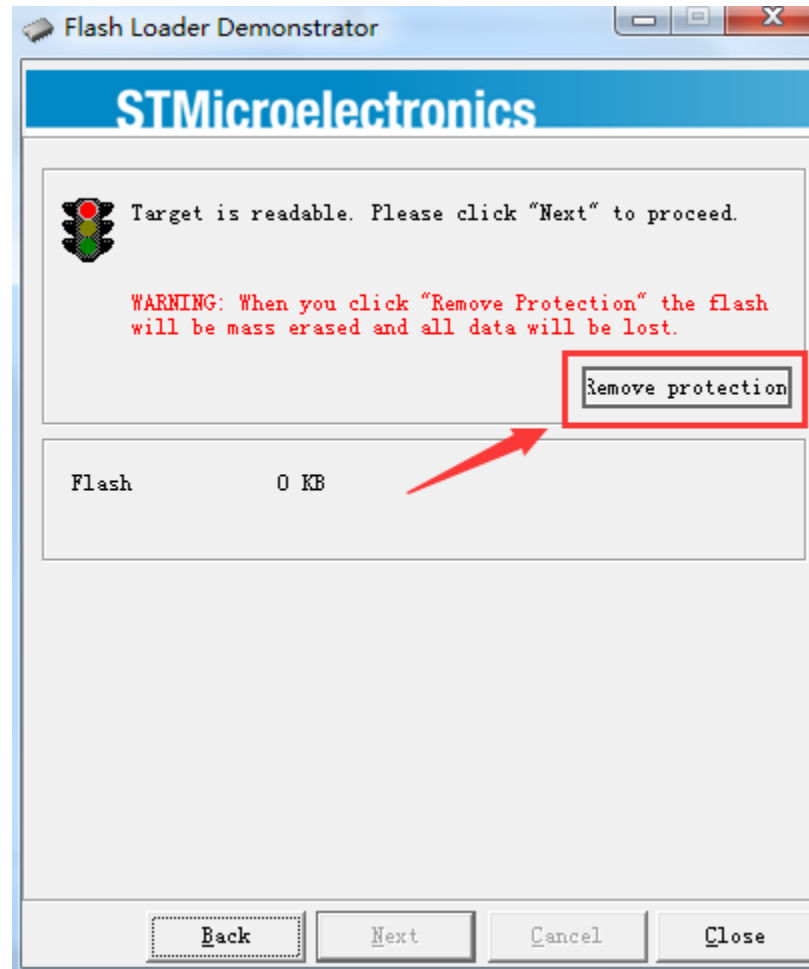 Flash Loader Demonstrator
STMicroelectronics
Target is readable. Please click "Next" to proceed.
WARNING: When you click "Remove Protection" the flash
will be mass erased and all data will be lost.
Remove protection
Flash 0 KB
Back Next Cancel Close